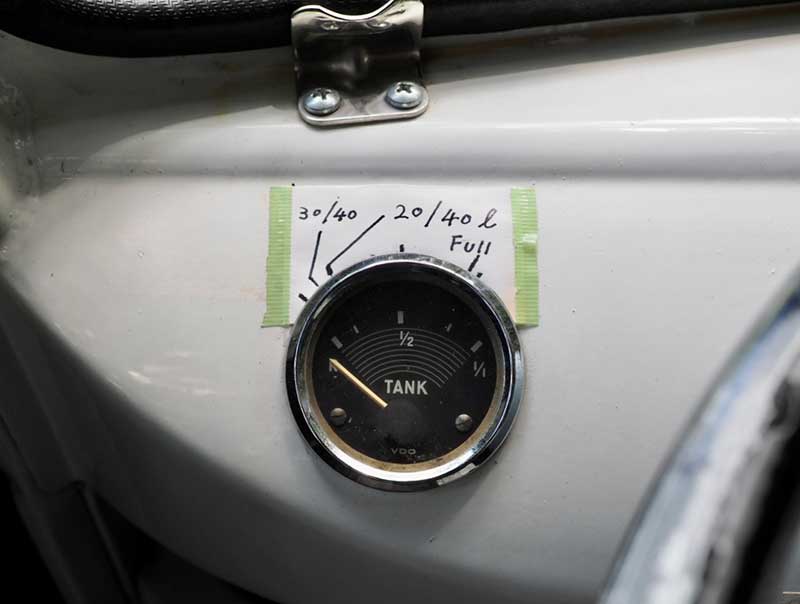 30/40 20/40 ℓ
Full
1/2
1/1
TANK
VDO